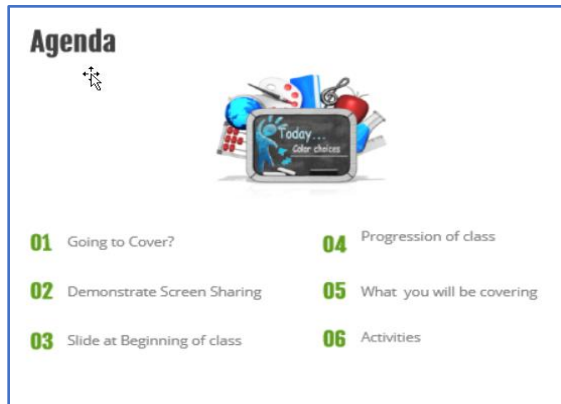 Agenda
Today...
Color choices
01 Going to Cover?
02 Demonstrate Screen Sharing
03 Slide at Beginning of class
04 Progression of class
05 What you will be covering
06 Activities